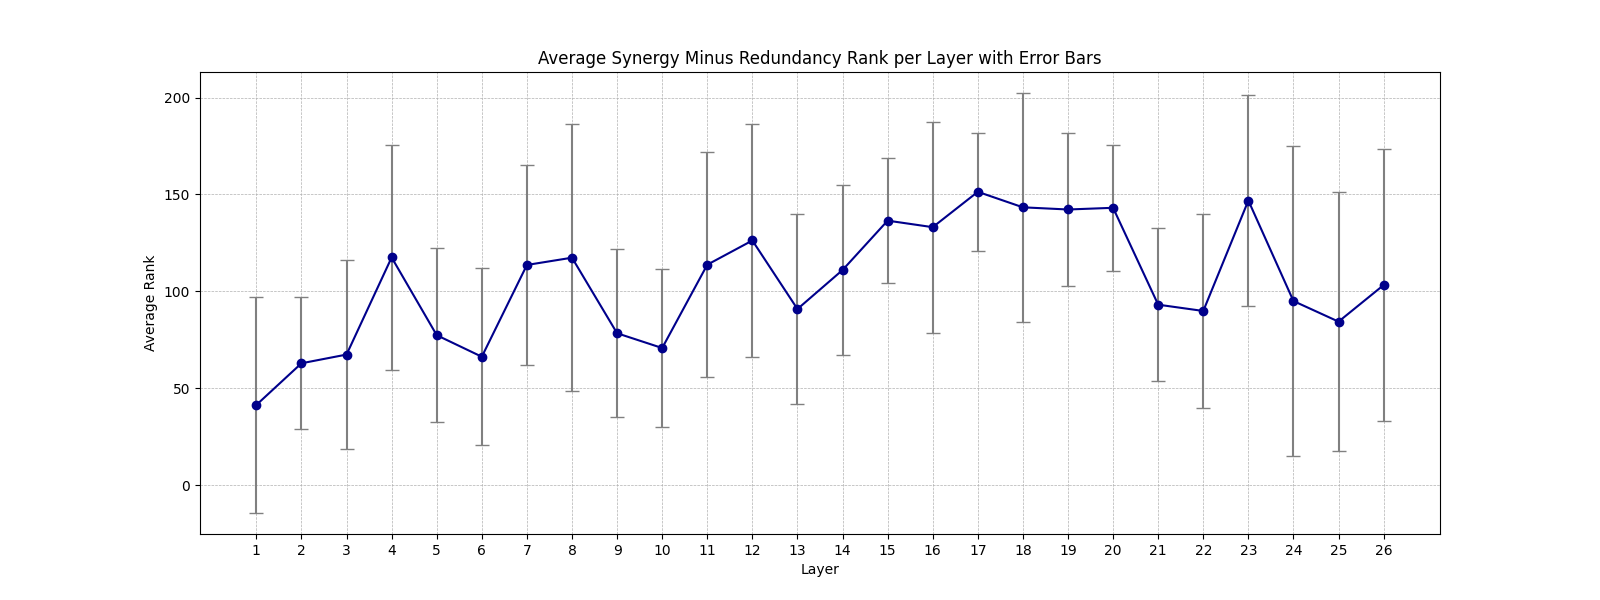 Average Synergy Minus Redundancy Rank per Layer with Error Bars
200
150
100
50
0
Average Rank
1 2 3 4 5 6 7 8 9 10 11 12 13 14 15 16 17 18 19 20 21 22 23 24 25 26
Layer